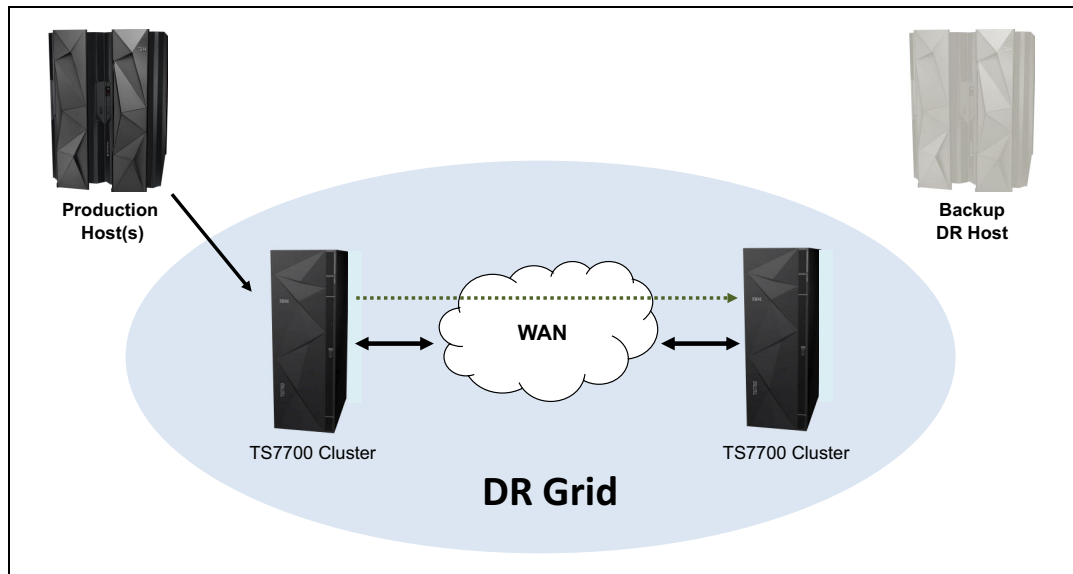 Production
Host(s)
Backup
DR Host
WAN
TS7700 Cluster
TS7700 Cluster
DR Grid